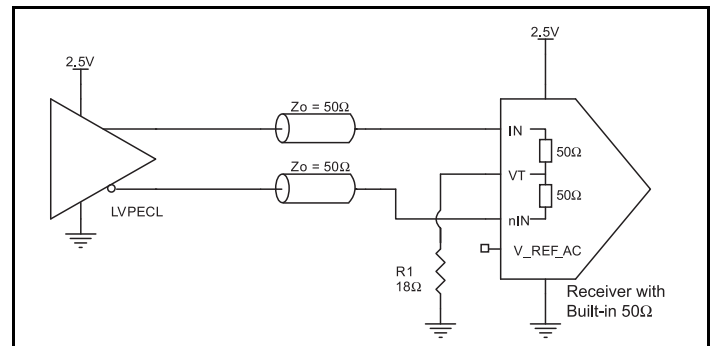 2.5V
2.5V
Zo = 50Ω
IN
50Ω
VT
Zo = 50Ω
50Ω
nIN
LVPECL
V_REF_AC
R1
18Ω
Receiver with
Built-in 50Ω